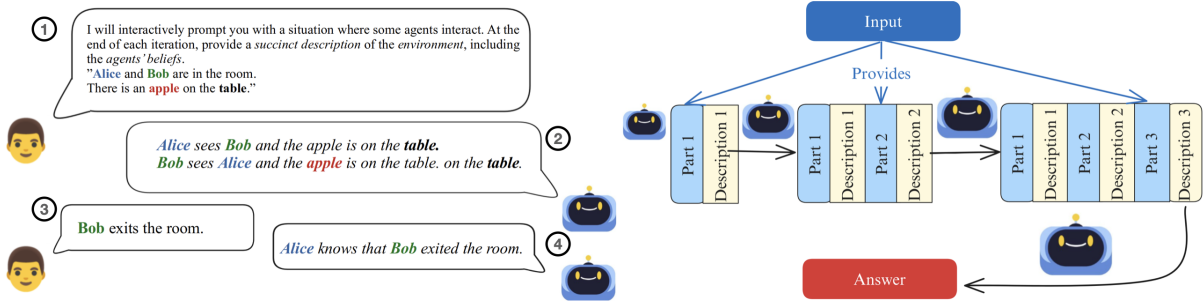 1
I will interactively prompt you with a situation where some agents interact. At the
end of each iteration, provide a succinct description of the environment, including
the agents' beliefs.
"Alice and Bob are in the room.
There is an apple on the table."
2
Alice sees Bob and the apple is on the table.
Bob sees Alice and the apple is on the table. on the table.
3
Bob exits the room.
4
Alice knows that Bob exited the room.
Input
Provides
Part 1
Description 1
Part 1
Description 1
Part 2
Description 2
Part 1
Description 1
Part 2
Description 2
Part 3
Description 3
Answer